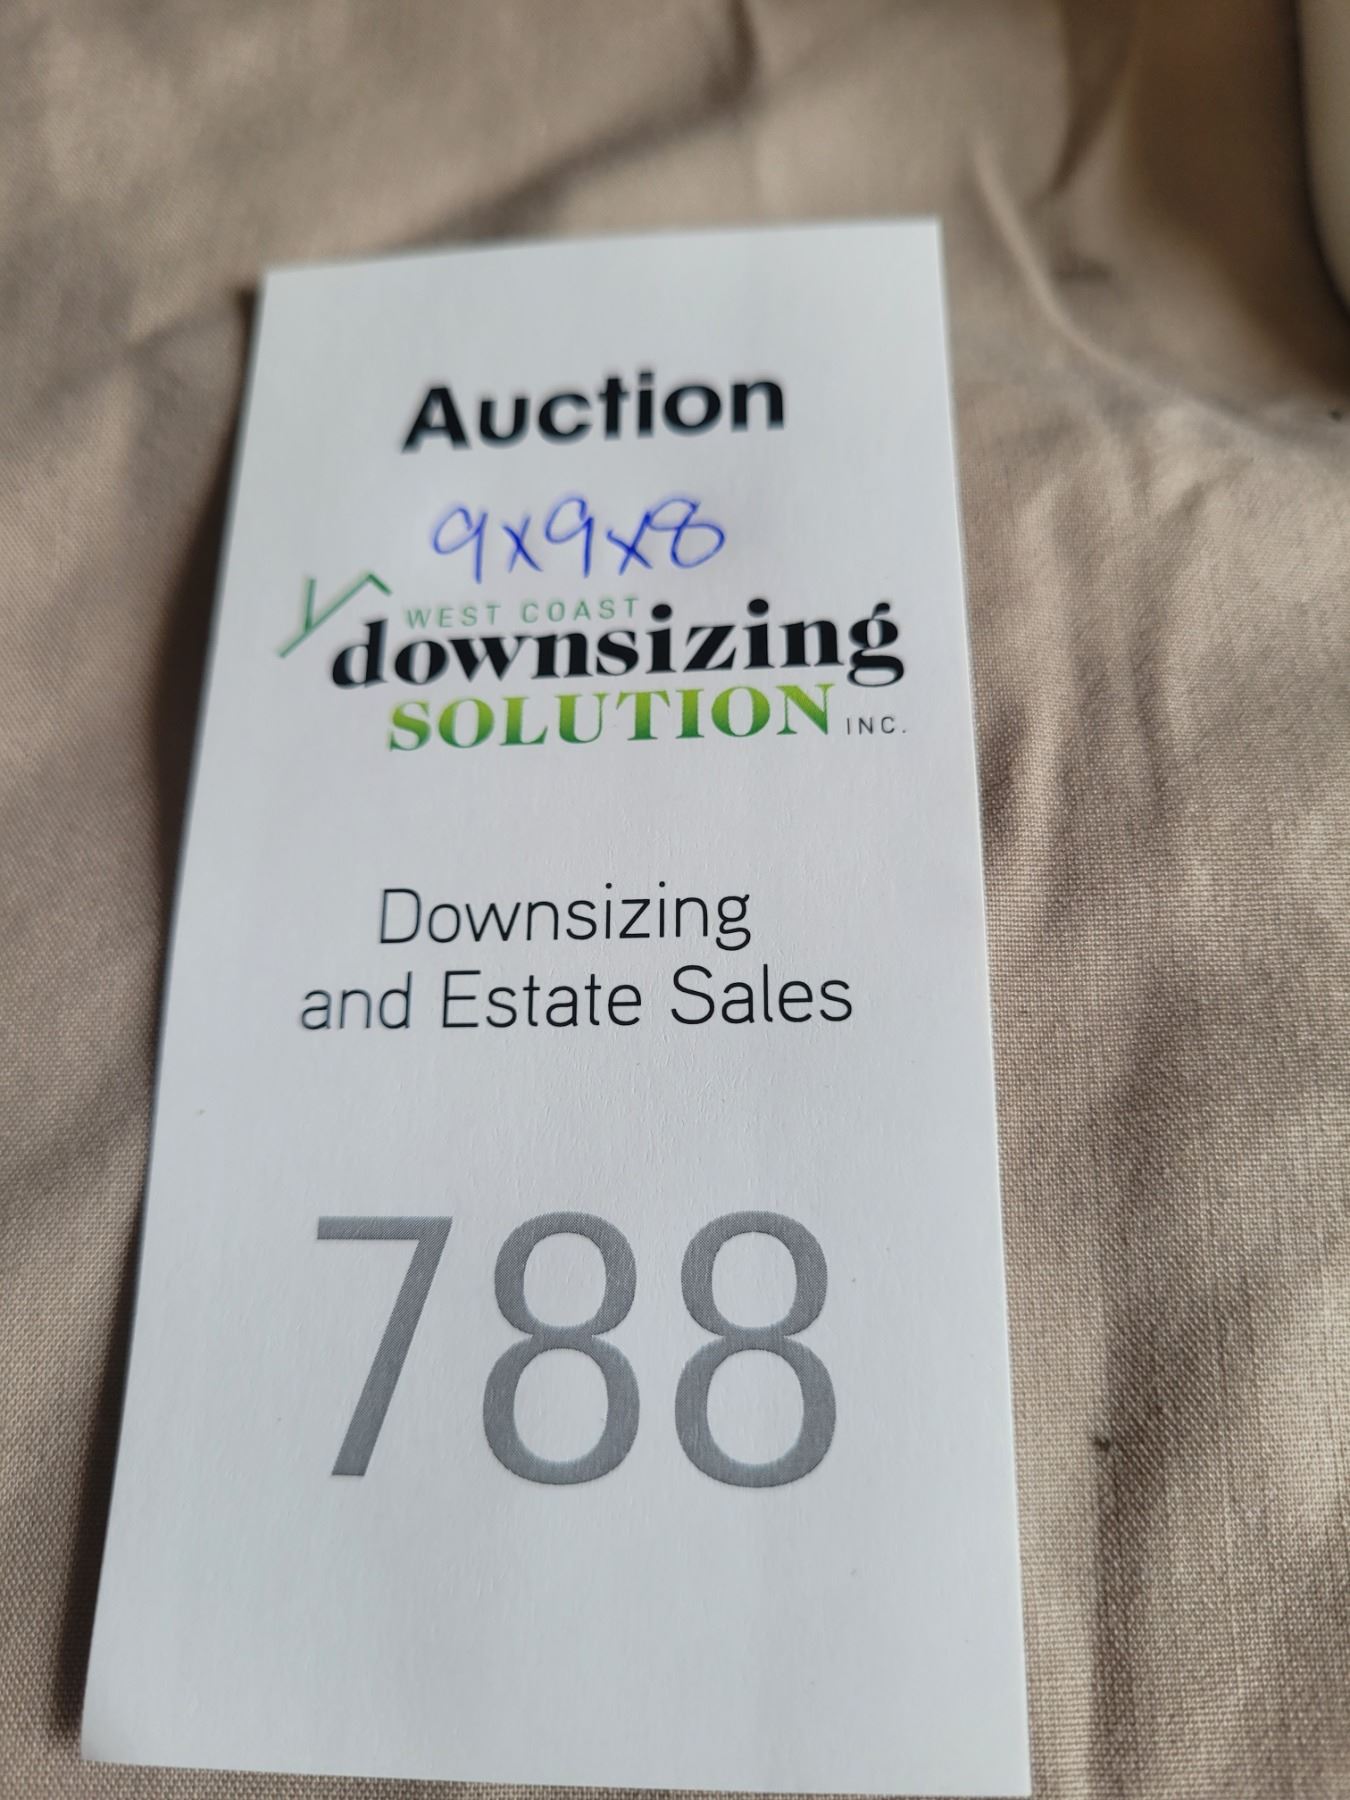 Auction
9x9x8
WEST COAST
downsizing
SOLUTION INC.
Downsizing
and Estate Sales
788